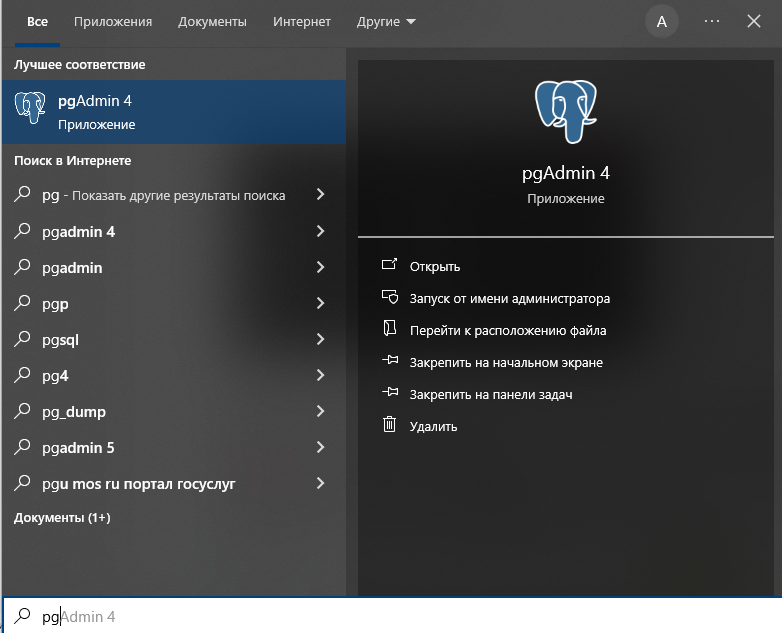 Все Приложения Документы Интернет Другие A ...
Лучшее соответствие
pgAdmin 4
Приложение
Поиск в Интернете
pg - Показать другие результаты поиска
pgadmin 4
pgadmin
pgp
pgsql
pg4
pg_dump
pgadmin 5
pgu mos ru портал госуслуг
Документы (1+)
pgAdmin 4
Приложение
Открыть
Запуск от имени администратора
Перейти к расположению файла
Закрепить на начальном экране
Закрепить на панели задач
Удалить
pgAdmin 4